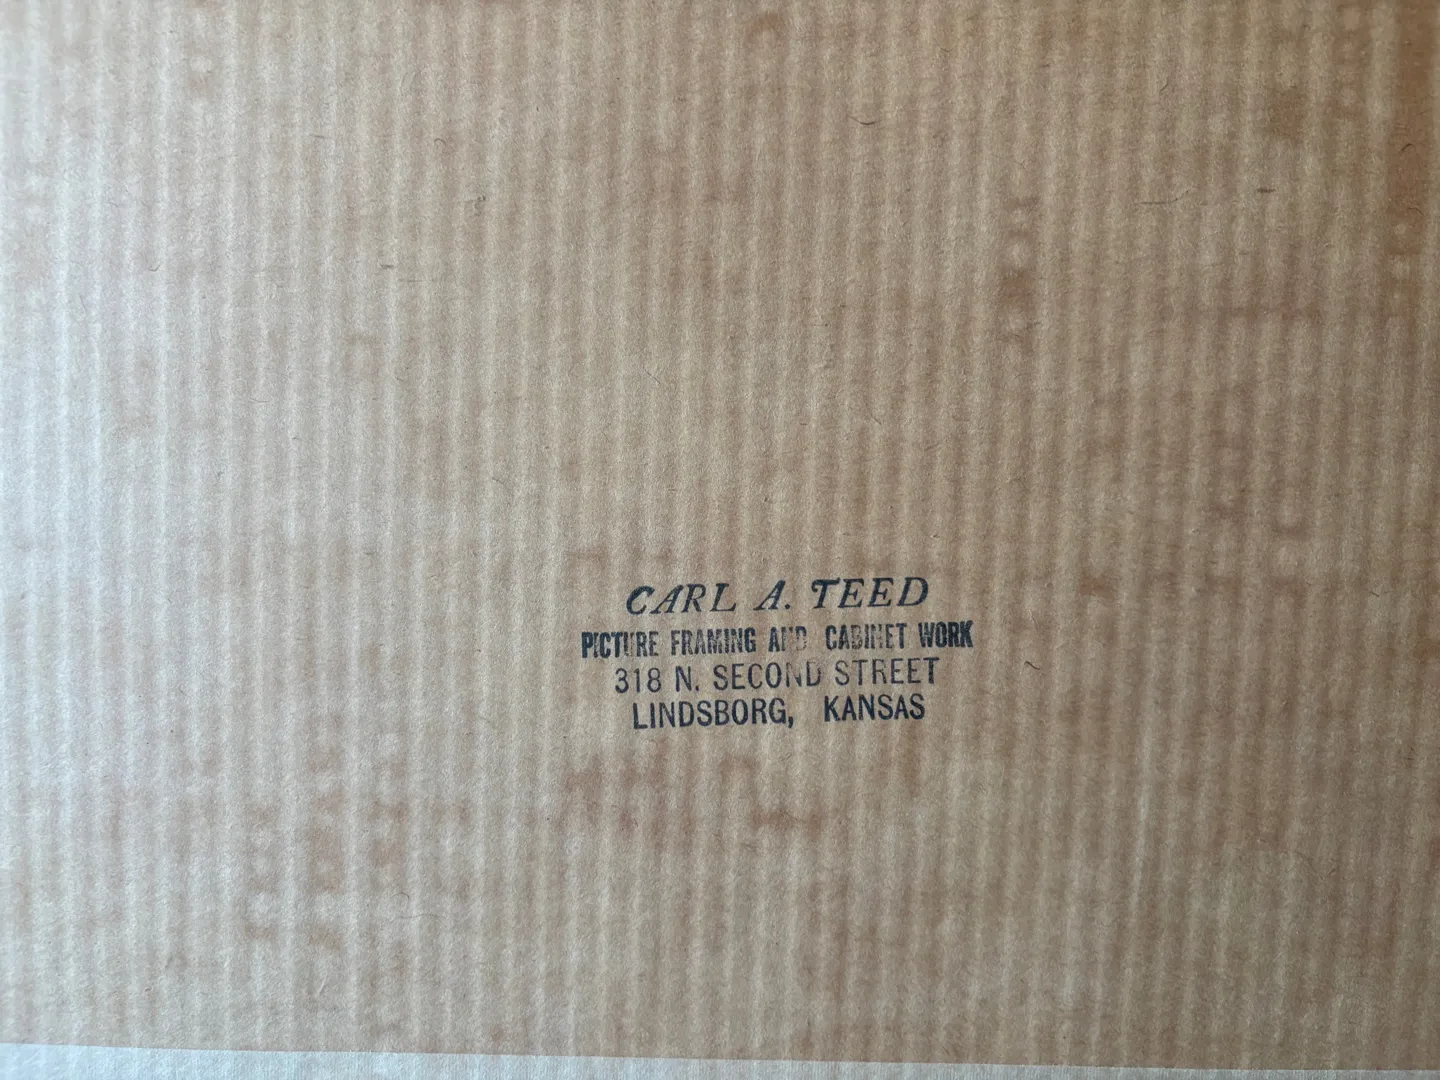 CARL A. TEED
PICTURE FRAMING AND CABINET WORK
318 N. SECOND STREET
LINDSBORG, KANSAS